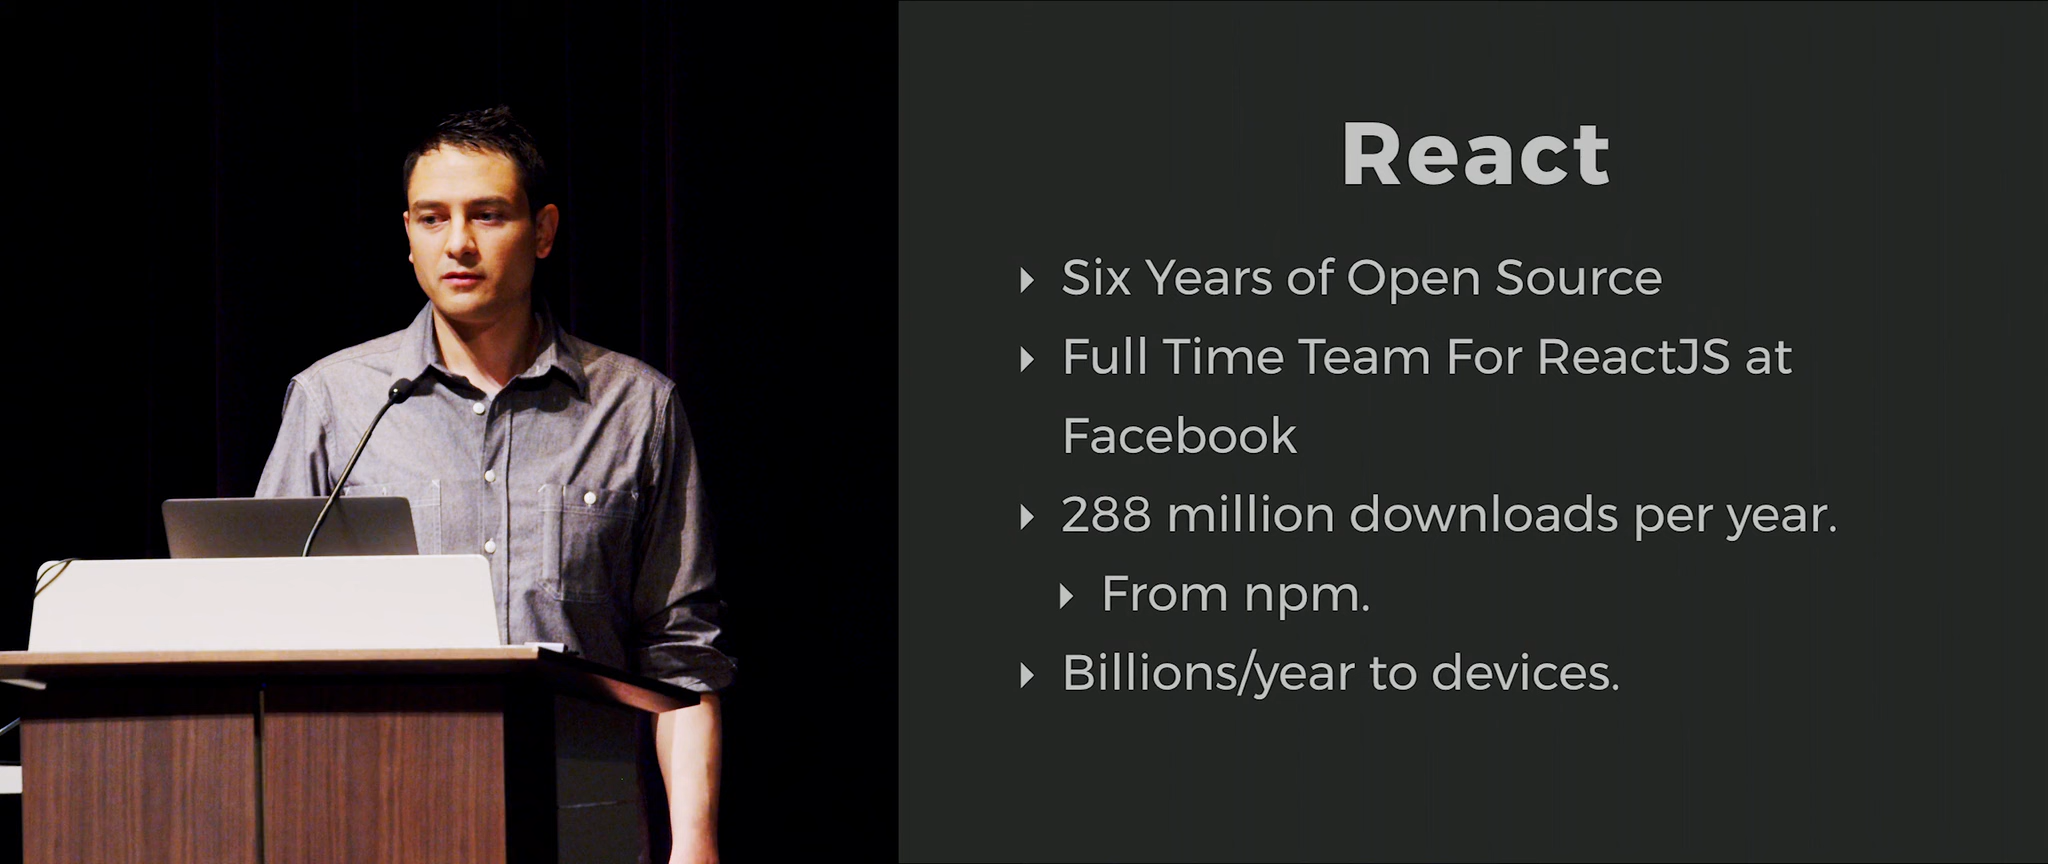 React
Six Years of Open Source
Full Time Team For ReactJS at
Facebook
288 million downloads per year.
From npm.
Billions/year to devices.